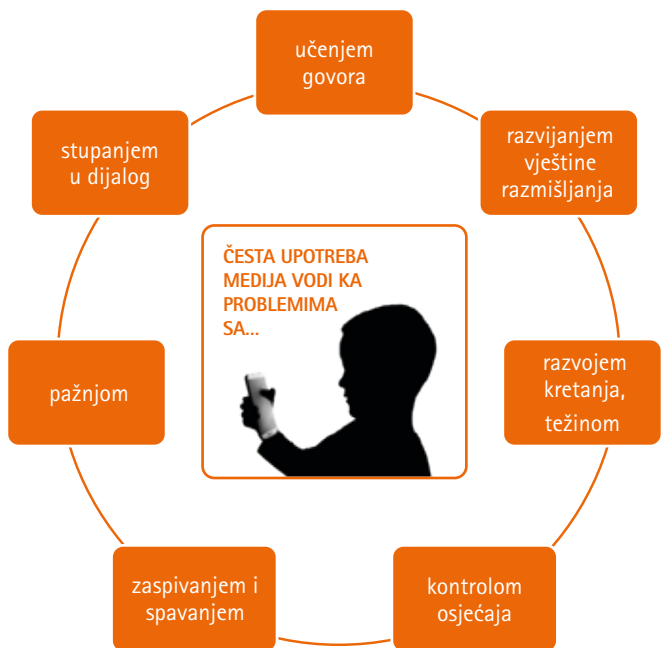 učenjem
govora
razvijanjem
vještine
razmišljanja
razvojem
kretanja,
težinom
kontrolom
osjećaja
zaspivanjem i
spavanjem
pažnjom
stupanjem
u dijalog
ČESTA UPOTREBA
MEDIJA VODI KA
PROBLEMIMA
SA...